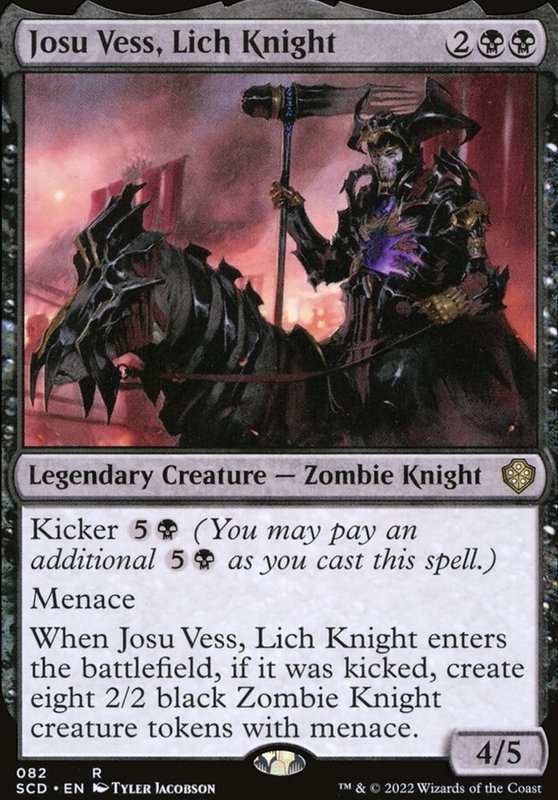 Josu Vess, Lich Knight 2
Legendary Creature — Zombie Knight
Kicker 5 (You may pay an
additional 5 as you cast this spell.)
Menace
When Josu Vess, Lich Knight enters
the battlefield, if it was kicked, create
eight 2/2 black Zombie Knight
creature tokens with menace.
4/5
082 R
SCD • EN Tyler Jacobson
™ & © 2022 Wizards of the Coast